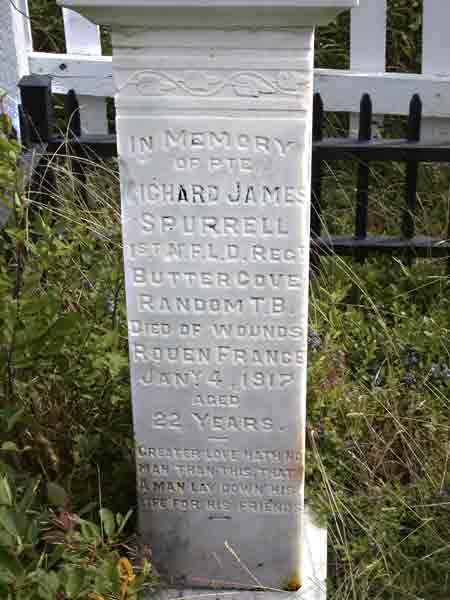 IN MEMORY
OF PTE.
RICHARD JAMES
SPURRELL
1ST N.F.L.D. REGT
BUTTER COVE
RANDOM T.B.
DIED OF WOUNDS
ROUEN FRANCE
JANY 4, 1917
AGED
22 YEARS.
GREATER LOVE HATH NO
MAN THAN THIS, THAT
A MAN LAY DOWN HIS
LIFE FOR HIS FRIENDS